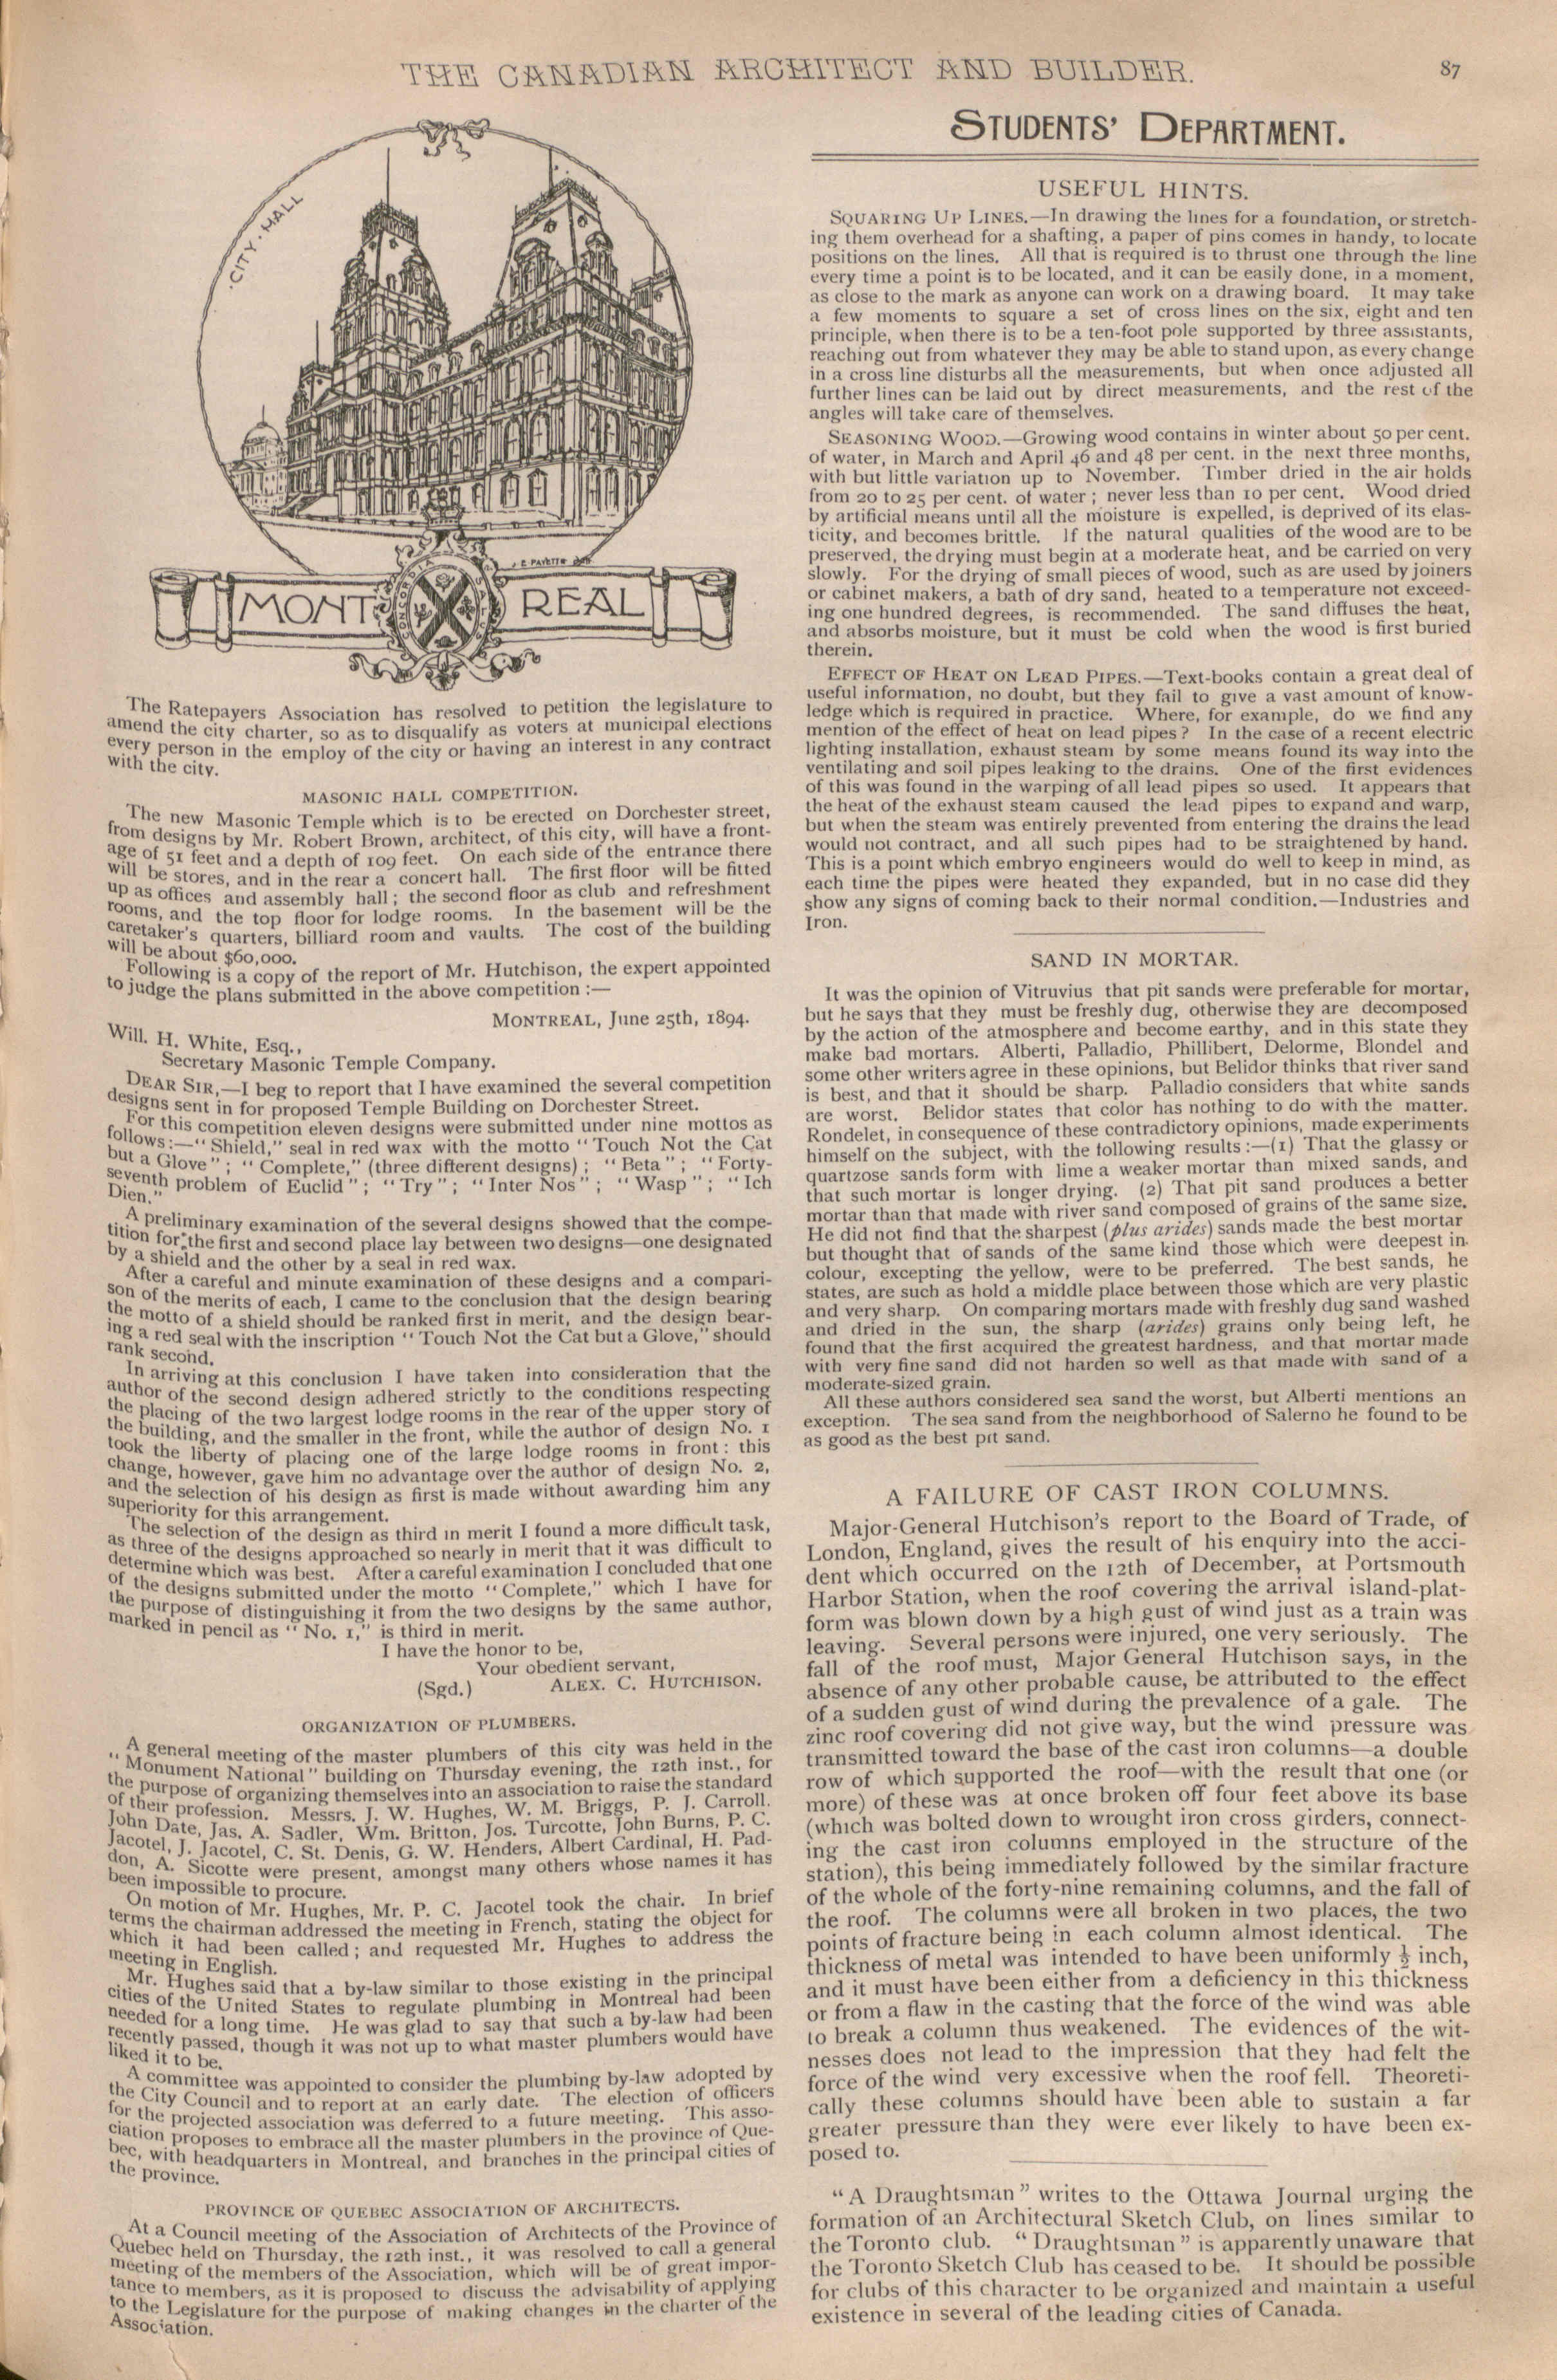 THE CANADIAN ARCHITECT AND BUILDER.
87
·CITY·HALL
J. E. PAYETTE
MONT REAL
The Ratepayers Association has resolved to petition the legislature to
amend the city charter, so as to disqualify as voters at municipal elections
every person in the employ of the city or having an interest in any contract
with the city.
MASONIC HALL COMPETITION.
The new Masonic Temple which is to be erected on Dorchester street,
from designs by Mr. Robert Brown, architect, of this city, will have a front-
age of 51 feet and a depth of 109 feet. On each side of the entrance there
will be stores, and in the rear a concert hall. The first floor will be fitted
up as offices and assembly hall; the second floor as club and refreshment
rooms, and the top floor for lodge rooms. In the basement will be the
caretaker's quarters, billiard room and vaults. The cost of the building
will be about $60,000.
Following is a copy of the report of Mr. Hutchison, the expert appointed
to judge the plans submitted in the above competition :—
MONTREAL, June 25th, 1894.
Will. H. White, Esq.,
Secretary Masonic Temple Company.
DEAR SIR,—I beg to report that I have examined the several competition
designs sent in for proposed Temple Building on Dorchester Street.
For this competition eleven designs were submitted under nine mottos as
follows:—"Shield," seal in red wax with the motto "Touch Not the Cat
but a Glove"; "Complete," (three different designs); "Beta"; "Forty-
seventh problem of Euclid"; "Try"; "Inter Nos"; "Wasp"; "Ich
Dien."
A preliminary examination of the several designs showed that the compe-
tition for the first and second place lay between two designs—one designated
by a shield and the other by a seal in red wax.
After a careful and minute examination of these designs and a compari-
son of the merits of each, I came to the conclusion that the design bearing
the motto of a shield should be ranked first in merit, and the design bear-
ing a red seal with the inscription "Touch Not the Cat but a Glove," should
rank second.
In arriving at this conclusion I have taken into consideration that the
author of the second design adhered strictly to the conditions respecting
the placing of the two largest lodge rooms in the rear of the upper story of
the building, and the smaller in the front, while the author of design No. 1
took the liberty of placing one of the large lodge rooms in front: this
change, however, gave him no advantage over the author of design No. 2,
and the selection of his design as first is made without awarding him any
superiority for this arrangement.
The selection of the design as third in merit I found a more difficult task,
as three of the designs approached so nearly in merit that it was difficult to
determine which was best. After a careful examination I concluded that one
of the designs submitted under the motto "Complete," which I have for
the purpose of distinguishing it from the two designs by the same author,
marked in pencil as "No. 1," is third in merit.
I have the honor to be,
Your obedient servant,
(Sgd.) ALEX. C. HUTCHISON.
ORGANIZATION OF PLUMBERS.
A general meeting of the master plumbers of this city was held in the
"Monument National" building on Thursday evening, the 12th inst., for
the purpose of organizing themselves into an association to raise the standard
of their profession. Messrs. J. W. Hughes, W. M. Briggs, P. J. Carroll.
John Date, Jas. A. Sadler, Wm. Britton, Jos. Turcotte, John Burns, P. C.
Jacotel, J. Jacotel, C. St. Denis, G. W. Henders, Albert Cardinal, H. Pad-
don, A. Sicotte were present, amongst many others whose names it has
been impossible to procure.
On motion of Mr. Hughes, Mr. P. C. Jacotel took the chair. In brief
terms the chairman addressed the meeting in French, stating the object for
which it had been called; and requested Mr. Hughes to address the
meeting in English.
Mr. Hughes said that a by-law similar to those existing in the principal
cities of the United States to regulate plumbing in Montreal had been
needed for a long time. He was glad to say that such a by-law had been
recently passed, though it was not up to what master plumbers would have
liked it to be.
A committee was appointed to consider the plumbing by-law adopted by
the City Council and to report at an early date. The election of officers
for the projected association was deferred to a future meeting. This asso-
ciation proposes to embrace all the master plumbers in the province of Que-
bec, with headquarters in Montreal, and branches in the principal cities of
the province.
PROVINCE OF QUEBEC ASSOCIATION OF ARCHITECTS.
At a Council meeting of the Association of Architects of the Province of
Quebec held on Thursday, the 12th inst., it was resolved to call a general
meeting of the members of the Association, which will be of great impor-
tance to members, as it is proposed to discuss the advisability of applying
to the Legislature for the purpose of making changes in the charter of the
Association.
STUDENTS' DEPARTMENT.
USEFUL HINTS.
SQUARING UP LINES.—In drawing the lines for a foundation, or stretch-
ing them overhead for a shafting, a paper of pins comes in handy, to locate
positions on the lines. All that is required is to thrust one through the line
every time a point is to be located, and it can be easily done, in a moment,
as close to the mark as anyone can work on a drawing board. It may take
a few moments to square a set of cross lines on the six, eight and ten
principle, when there is to be a ten-foot pole supported by three assistants,
reaching out from whatever they may be able to stand upon, as every change
in a cross line disturbs all the measurements, but when once adjusted all
further lines can be laid out by direct measurements, and the rest of the
angles will take care of themselves.
SEASONING WOOD.—Growing wood contains in winter about 50 per cent.
of water, in March and April 46 and 48 per cent. in the next three months,
with but little variation up to November. Timber dried in the air holds
from 20 to 25 per cent. of water; never less than 10 per cent. Wood dried
by artificial means until all the moisture is expelled, is deprived of its elas-
ticity, and becomes brittle. If the natural qualities of the wood are to be
preserved, the drying must begin at a moderate heat, and be carried on very
slowly. For the drying of small pieces of wood, such as are used by joiners
or cabinet makers, a bath of dry sand, heated to a temperature not exceed-
ing one hundred degrees, is recommended. The sand diffuses the heat,
and absorbs moisture, but it must be cold when the wood is first buried
therein.
EFFECT OF HEAT ON LEAD PIPES.—Text-books contain a great deal of
useful information, no doubt, but they fail to give a vast amount of know-
ledge which is required in practice. Where, for example, do we find any
mention of the effect of heat on lead pipes? In the case of a recent electric
lighting installation, exhaust steam by some means found its way into the
ventilating and soil pipes leaking to the drains. One of the first evidences
of this was found in the warping of all lead pipes so used. It appears that
the heat of the exhaust steam caused the lead pipes to expand and warp,
but when the steam was entirely prevented from entering the drains the lead
would not contract, and all such pipes had to be straightened by hand.
This is a point which embryo engineers would do well to keep in mind, as
each time the pipes were heated they expanded, but in no case did they
show any signs of coming back to their normal condition.—Industries and
Iron.
SAND IN MORTAR.
It was the opinion of Vitruvius that pit sands were preferable for mortar,
but he says that they must be freshly dug, otherwise they are decomposed
by the action of the atmosphere and become earthy, and in this state they
make bad mortars. Alberti, Palladio, Phillibert, Delorme, Blondel and
some other writers agree in these opinions, but Belidor thinks that river sand
is best, and that it should be sharp. Palladio considers that white sands
are worst. Belidor states that color has nothing to do with the matter.
Rondelet, in consequence of these contradictory opinions, made experiments
himself on the subject, with the following results:—(1) That the glassy or
quartzose sands form with lime a weaker mortar than mixed sands, and
that such mortar is longer drying. (2) That pit sand produces a better
mortar than that made with river sand composed of grains of the same size.
He did not find that the sharpest (plus arides) sands made the best mortar
but thought that of sands of the same kind those which were deepest in
colour, excepting the yellow, were to be preferred. The best sands, he
states, are such as hold a middle place between those which are very plastic
and very sharp. On comparing mortars made with freshly dug sand washed
and dried in the sun, the sharp (arides) grains only being left, he
found that the first acquired the greatest hardness, and that mortar made
with very fine sand did not harden so well as that made with sand of a
moderate-sized grain.
All these authors considered sea sand the worst, but Alberti mentions an
exception. The sea sand from the neighborhood of Salerno he found to be
as good as the best pit sand.
A FAILURE OF CAST IRON COLUMNS.
Major-General Hutchison's report to the Board of Trade, of
London, England, gives the result of his enquiry into the acci-
dent which occurred on the 12th of December, at Portsmouth
Harbor Station, when the roof covering the arrival island-plat-
form was blown down by a high gust of wind just as a train was
leaving. Several persons were injured, one very seriously. The
fall of the roof must, Major General Hutchison says, in the
absence of any other probable cause, be attributed to the effect
of a sudden gust of wind during the prevalence of a gale. The
zinc roof covering did not give way, but the wind pressure was
transmitted toward the base of the cast iron columns—a double
row of which supported the roof—with the result that one (or
more) of these was at once broken off four feet above its base
(which was bolted down to wrought iron cross girders, connect-
ing the cast iron columns employed in the structure of the
station), this being immediately followed by the similar fracture
of the whole of the forty-nine remaining columns, and the fall of
the roof. The columns were all broken in two places, the two
points of fracture being in each column almost identical. The
thickness of metal was intended to have been uniformly ½ inch,
and it must have been either from a deficiency in this thickness
or from a flaw in the casting that the force of the wind was able
to break a column thus weakened. The evidences of the wit-
nesses does not lead to the impression that they had felt the
force of the wind very excessive when the roof fell. Theoreti-
cally these columns should have been able to sustain a far
greater pressure than they were ever likely to have been ex-
posed to.
"A Draughtsman" writes to the Ottawa Journal urging the
formation of an Architectural Sketch Club, on lines similar to
the Toronto club. "Draughtsman" is apparently unaware that
the Toronto Sketch Club has ceased to be. It should be possible
for clubs of this character to be organized and maintain a useful
existence in several of the leading cities of Canada.